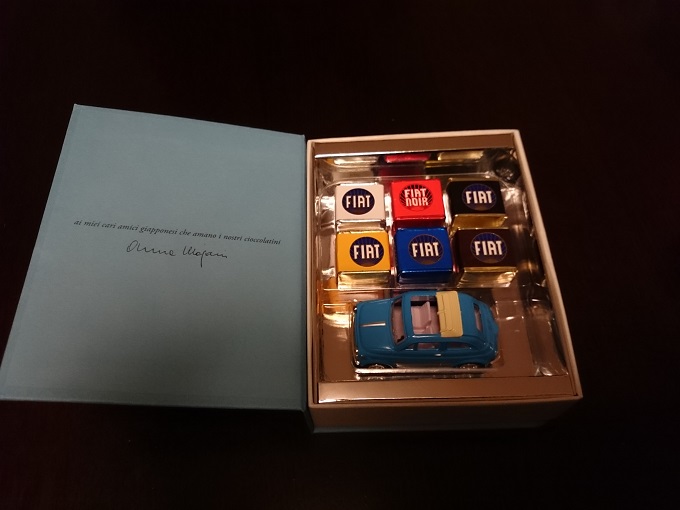 ai miei cari amici giapponesi che amano i nostri cioccolatini
FIAT
FIAT NOIR
FIAT
FIAT
FIAT
FIAT